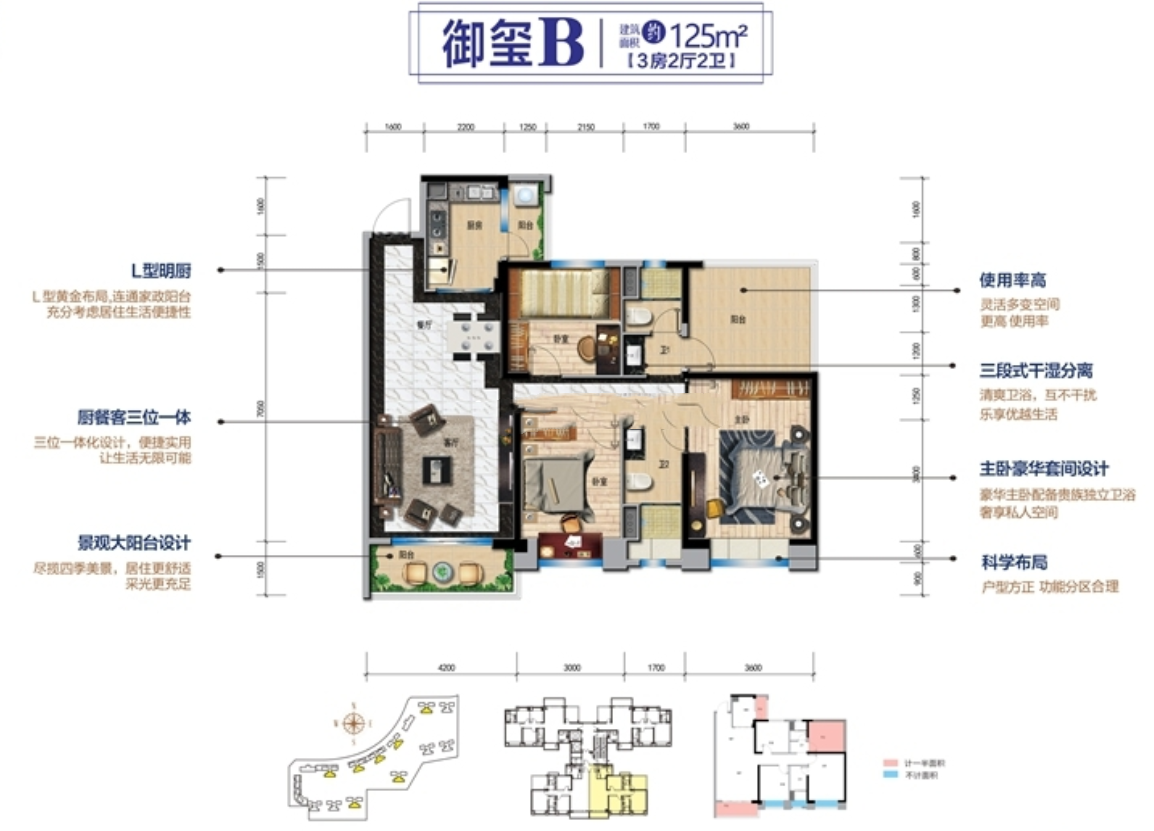 御玺B
建筑面积 约 125m²
【3房2厅2卫】
1600 2200 1250 2150 1700 3600
1600
1500
7050
1500
1600
800
600
1300
1200
1250
3400
600
900
厨房
阳台
餐厅
卧室
卫1
阳台
客厅
卧室
卫2
主卧
阳台
L型明厨
L型黄金布局,连通家政阳台
充分考虑居住生活便捷性
厨餐客三位一体
三位一体化设计，便捷实用
让生活无限可能
景观大阳台设计
尽揽四季美景，居住更舒适
采光更充足
使用率高
灵活多变空间
更高 使用率
三段式干湿分离
清爽卫浴，互不干扰
乐享优越生活
主卧豪华套间设计
豪华主卧配备贵族独立卫浴
奢享私人空间
科学布局
户型方正 功能分区合理
4200 3000 1700 3600
N
W E
S
计一半面积
不计面积